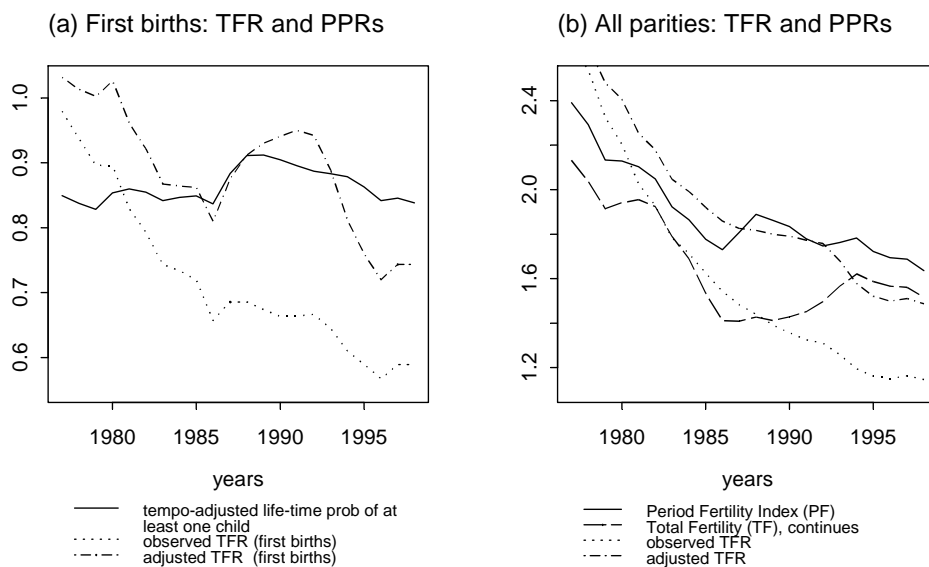 (a) First births: TFR and PPRs
1.0
0.9
0.8
0.7
0.6
1980 1985 1990 1995
years
tempo-adjusted life-time prob of at
least one child
observed TFR (first births)
adjusted TFR (first births)
(b) All parities: TFR and PPRs
2.4
2.0
1.6
1.2
1980 1985 1990 1995
years
Period Fertility Index (PF)
Total Fertility (TF), continues
observed TFR
adjusted TFR